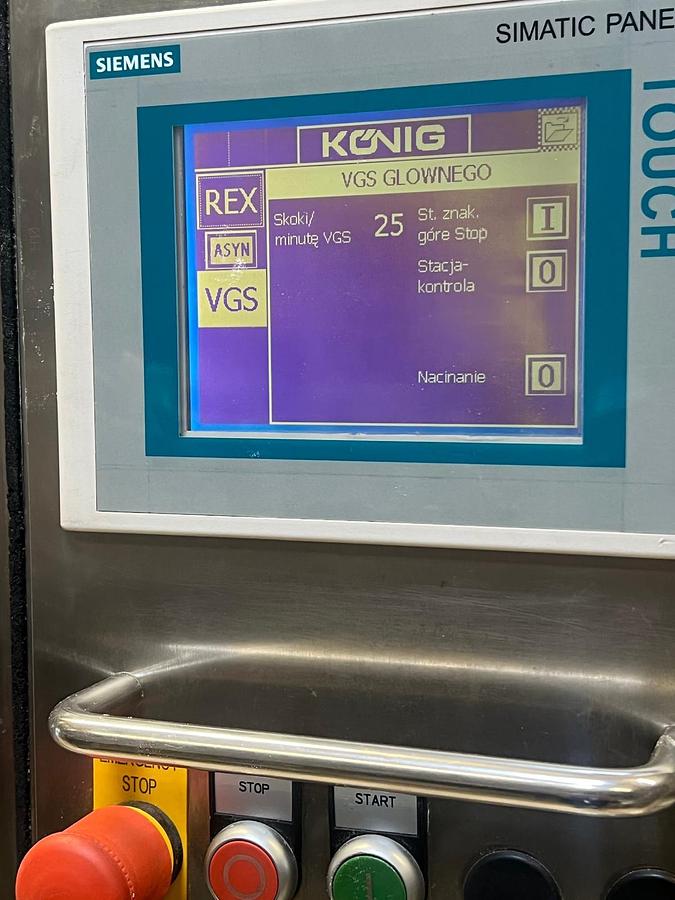 SIMATIC PANE
SIEMENS
TOUCH
KÖNIG
VGS GLOWNEGO
REX
ASYN
VGS
Skoki/
minutę VGS
25
St. znak.
góre Stop
I
Stacja-
kontrola
0
Nacinanie
0
EMERGENCY
STOP
STOP
START